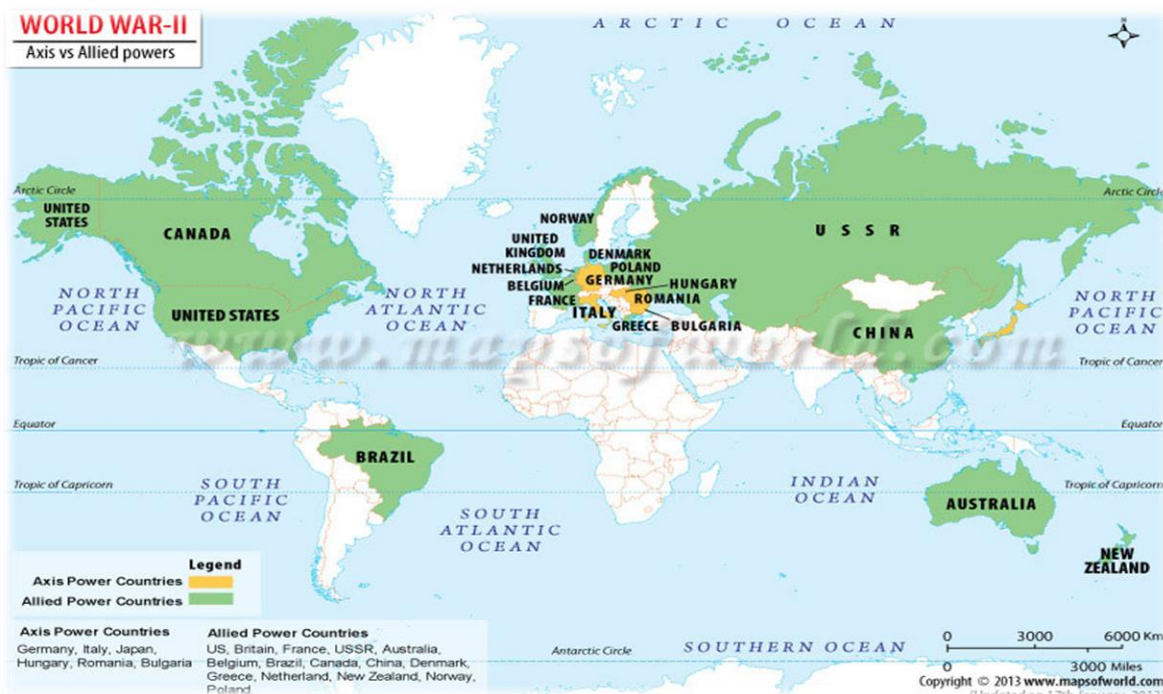 WORLD WAR-II
Axis vs Allied powers
ARCTIC OCEAN
N
Arctic Circle
Arctic Circle
UNITED
STATES
CANADA
NORWAY
USSR
UNITED
KINGDOM
DENMARK
NETHERLANDS
POLAND
GERMANY
BELGIUM
HUNGARY
FRANCE
ROMANIA
NORTH
PACIFIC
OCEAN
UNITED STATES
NORTH
ATLANTIC
OCEAN
ITALY
GREECE
BULGARIA
CHINA
NORTH
PACIFIC
OCEAN
www.mapsofworld.com
Tropic of Cancer
Tropic of Cancer
Equator
Equator
BRAZIL
Tropic of Capricorn
Tropic of Capricorn
SOUTH
PACIFIC
OCEAN
SOUTH
ATLANTIC
OCEAN
INDIAN
OCEAN
AUSTRALIA
NEW
ZEALAND
Legend
Axis Power Countries
Allied Power Countries
Axis Power Countries
Germany, Italy, Japan,
Hungary, Romania, Bulgaria
Allied Power Countries
US, Britain, France, USSR, Australia,
Belgium, Brazil, Canada, China, Denmark,
Greece, Netherland, New Zealand, Norway,
Poland
Antarctic Circle
SOUTHERN OCEAN
0 3000 6000 Km
0 3000 Miles
Copyright © 2013 www.mapsofworld.com
(Updated on